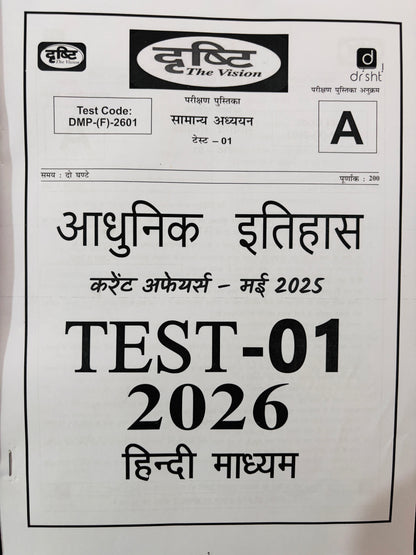 दृष्टि
The Vision
दृष्टि
The Vision
d
drishti
परीक्षण पुस्तिका अनुक्रम
Test Code:
DMP-(F)-2601
परीक्षण पुस्तिका
सामान्य अध्ययन
टेस्ट – 01
A
समय : दो घण्टे
पूर्णांक : 200
आधुनिक इतिहास
करेंट अफेयर्स – मई 2025
TEST-01
2026
हिन्दी माध्यम